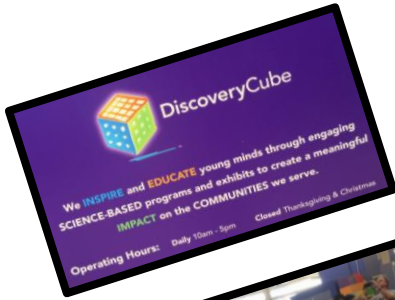 DiscoveryCube
We INSPIRE and EDUCATE young minds through engaging
SCIENCE-BASED programs and exhibits to create a meaningful
IMPACT on the COMMUNITIES we serve.
Operating Hours: Daily 10am - 5pm Closed Thanksgiving & Christmas